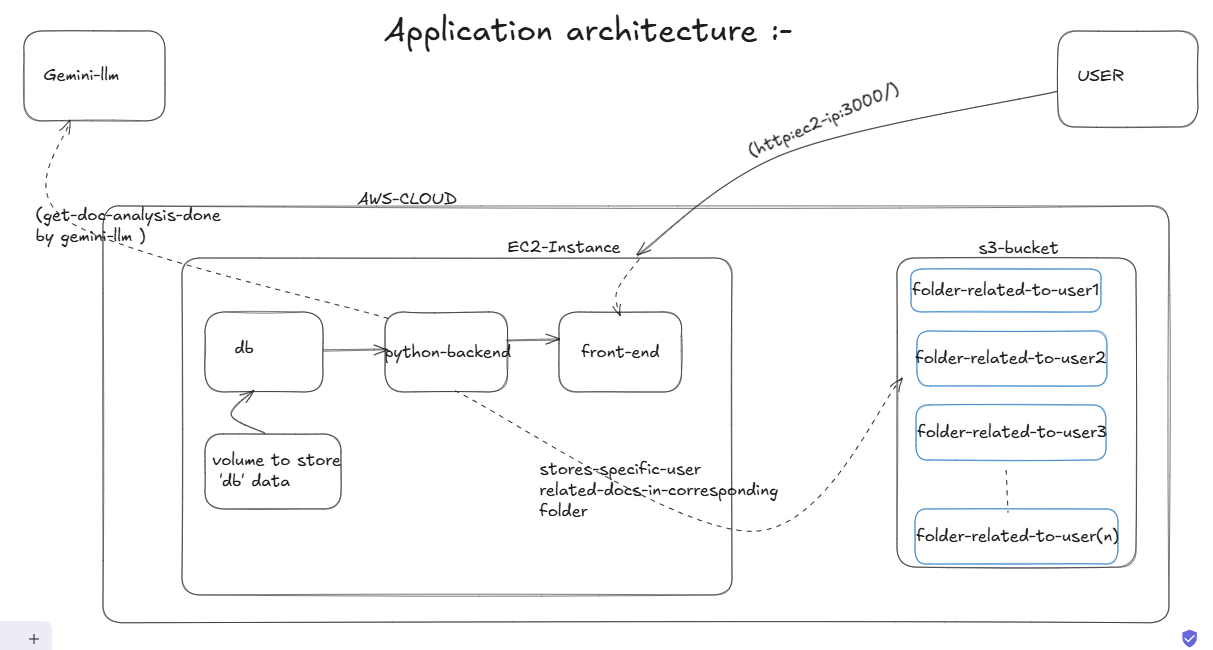 Application architecture :-
Gemini-llm
USER
(http:ec2-ip:3000/)
AWS-CLOUD
(get-doc-analysis-done
by gemini-llm )
EC2-Instance
s3-bucket
folder-related-to-user1
db
python-backend
front-end
folder-related-to-user2
folder-related-to-user3
volume to store
'db' data
stores-specific-user
related-docs-in-corresponding
folder
folder-related-to-user(n)
+